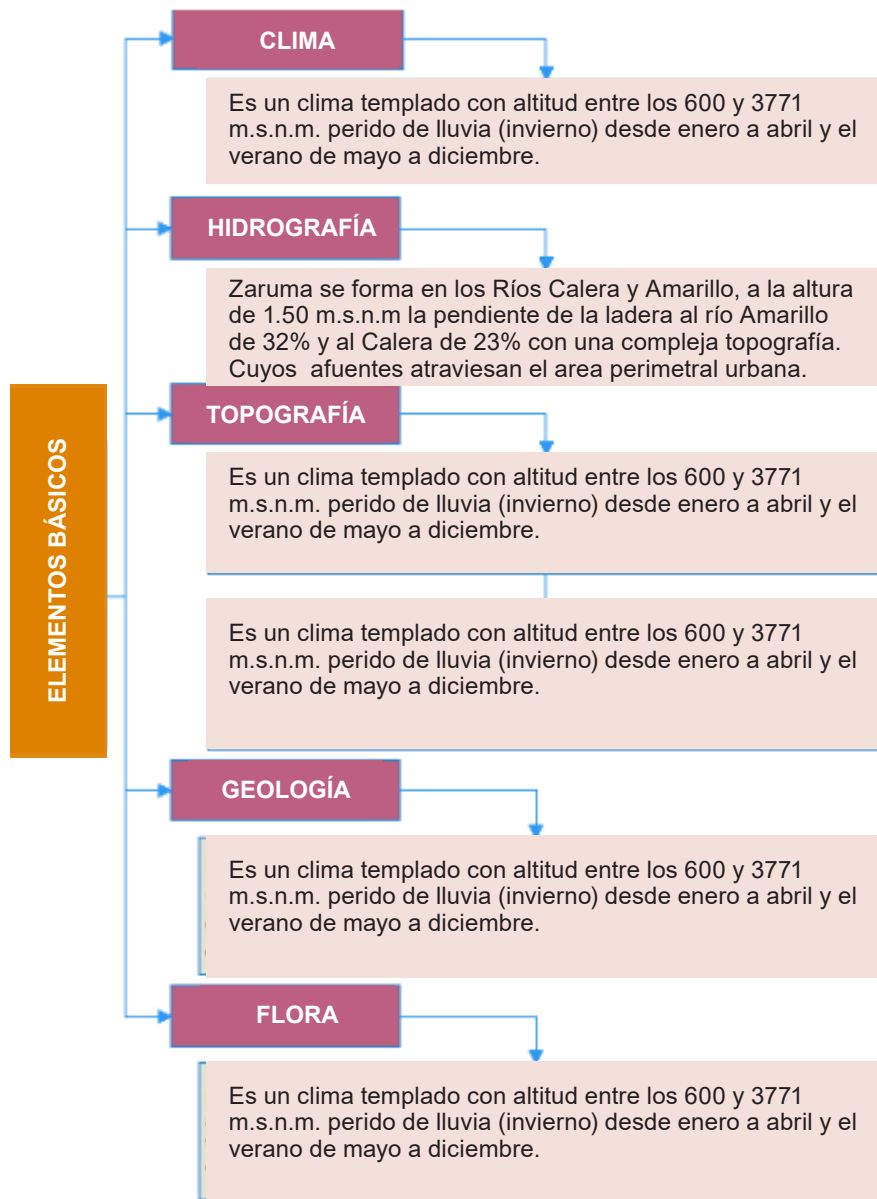 ELEMENTOS BÁSICOS
CLIMA
Es un clima templado con altitud entre los 600 y 3771
m.s.n.m. perido de lluvia (invierno) desde enero a abril y el
verano de mayo a diciembre.
HIDROGRAFÍA
Zaruma se forma en los Ríos Calera y Amarillo, a la altura
de 1.50 m.s.n.m la pendiente de la ladera al río Amarillo
de 32% y al Calera de 23% con una compleja topografía.
Cuyos afuentes atraviesan el area perimetral urbana.
TOPOGRAFÍA
Es un clima templado con altitud entre los 600 y 3771
m.s.n.m. perido de lluvia (invierno) desde enero a abril y el
verano de mayo a diciembre.
Es un clima templado con altitud entre los 600 y 3771
m.s.n.m. perido de lluvia (invierno) desde enero a abril y el
verano de mayo a diciembre.
GEOLOGÍA
Es un clima templado con altitud entre los 600 y 3771
m.s.n.m. perido de lluvia (invierno) desde enero a abril y el
verano de mayo a diciembre.
FLORA
Es un clima templado con altitud entre los 600 y 3771
m.s.n.m. perido de lluvia (invierno) desde enero a abril y el
verano de mayo a diciembre.